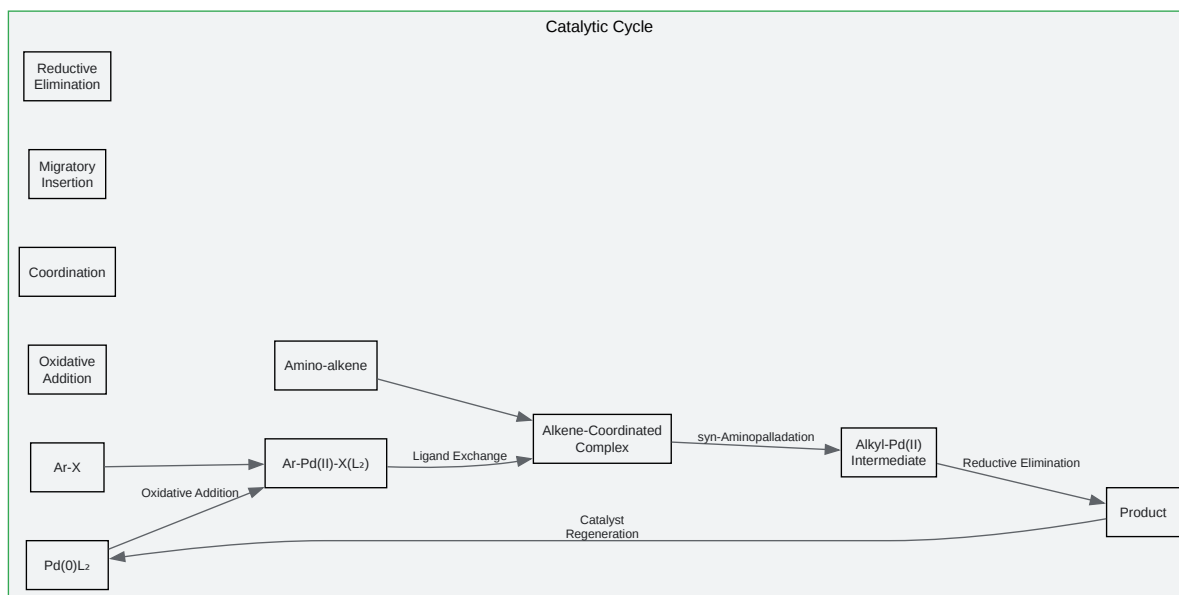 Catalytic Cycle
Reductive
Elimination
Migratory
Insertion
Coordination
Oxidative
Addition
Amino-alkene
Alkene-Coordinated
Complex
syn-Aminopalladation
Alkyl-Pd(II)
Intermediate
Ar-X
Ar-Pd(II)-X(L₂)
Ligand Exchange
Reductive Elimination
Oxidative Addition
Product
Catalyst
Regeneration
Pd(0)L₂